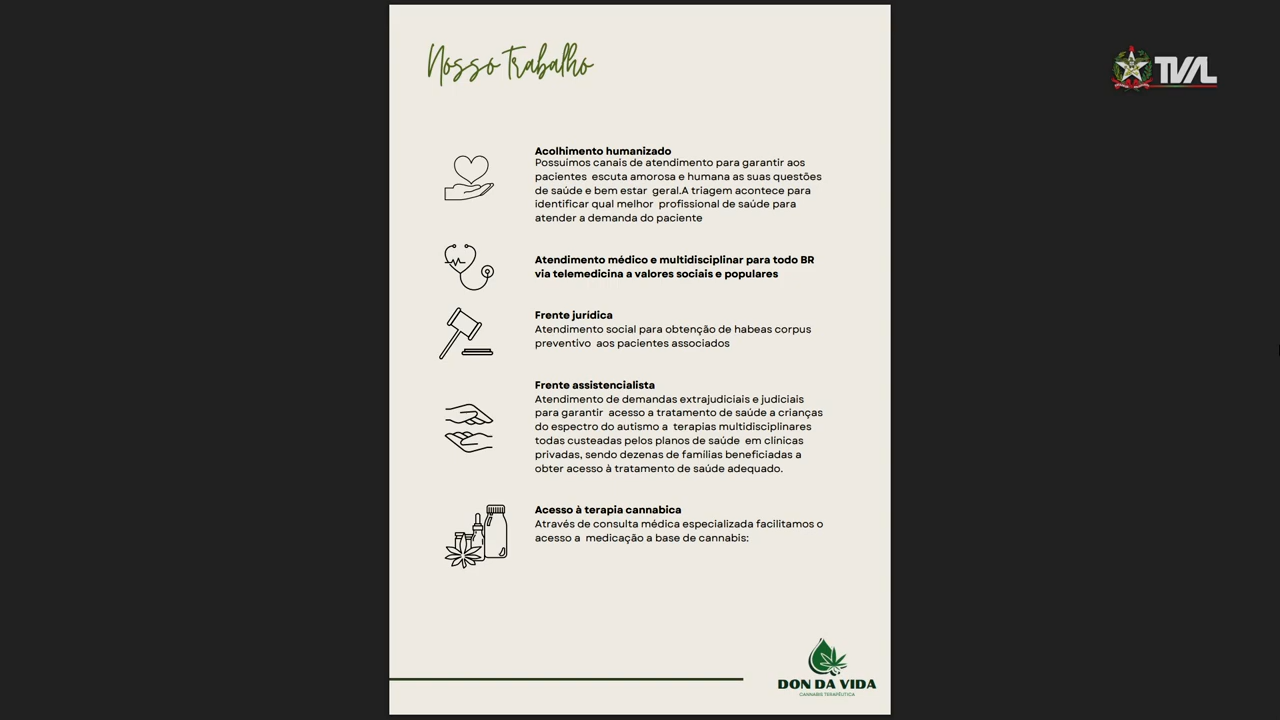 Nosso Trabalho
TVAL
Acolhimento humanizado
Possuimos canais de atendimento para garantir aos
pacientes escuta amorosa e humana as suas questões
de saúde e bem estar geral.A triagem acontece para
identificar qual melhor profissional de saúde para
atender a demanda do paciente
Atendimento médico e multidisciplinar para todo BR
via telemedicina a valores sociais e populares
Frente jurídica
Atendimento social para obtenção de habeas corpus
preventivo aos pacientes associados
Frente assistencialista
Atendimento de demandas extrajudiciais e judiciais
para garantir acesso a tratamento de saúde a crianças
do espectro do autismo a terapias multidisciplinares
todas custeadas pelos planos de saúde em clínicas
privadas, sendo dezenas de famílias beneficiadas a
obter acesso à tratamento de saúde adequado.
Acesso à terapia cannabica
Através de consulta médica especializada facilitamos o
acesso a medicação a base de cannabis:
DON DA VIDA
CANNABIS TERAPÊUTICA